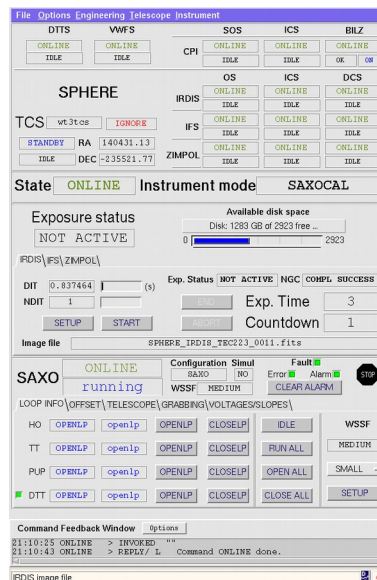 File Options Engineering Telescope Instrument
DTTS VWFS SOS ICS BILZ
ONLINE ONLINE CPI ONLINE ONLINE ONLINE
IDLE IDLE IDLE IDLE OK ON
SPHERE OS ICS DCS
IRDIS ONLINE ONLINE ONLINE
IDLE IDLE IDLE
TCS wt3tcs IGNORE IFS ONLINE ONLINE ONLINE
IDLE IDLE IDLE
STANDBY RA 140431.13 ZIMPOL ONLINE ONLINE ONLINE
IDLE DEC -235521.77 IDLE IDLE IDLE
State ONLINE Instrument mode SAXOCAL
Exposure status Available disk space
NOT ACTIVE Disk: 1283 GB of 2923 free ...
0 2923
IRDIS IFS ZIMPOL
DIT 0.837464 (s) Exp. Status NOT ACTIVE NGC COMPL SUCCESS
NDIT 1 END Exp. Time 3
SETUP START ABORT Countdown 1
Image file SPHERE_IRDIS_TEC223_0011.fits
SAXO ONLINE Configuration Simul Fault
running SAXO NO Error Alarm STOP
WSSF MEDIUM CLEAR ALARM
LOOP INFO OFFSET TELESCOPE GRABBING VOLTAGES/SLOPES
HO OPENLP openlp OPENLP CLOSELP IDLE WSSF
TT OPENLP openlp OPENLP CLOSELP RUN ALL MEDIUM
PUP OPENLP openlp OPENLP CLOSELP OPEN ALL SMALL
DTT OPENLP openlp OPENLP CLOSELP CLOSE ALL SETUP
Command Feedback Window Options
21:10:25 ONLINE > INVOKED ""
21:10:43 ONLINE > REPLY/ L Command ONLINE done.
IRDIS image file